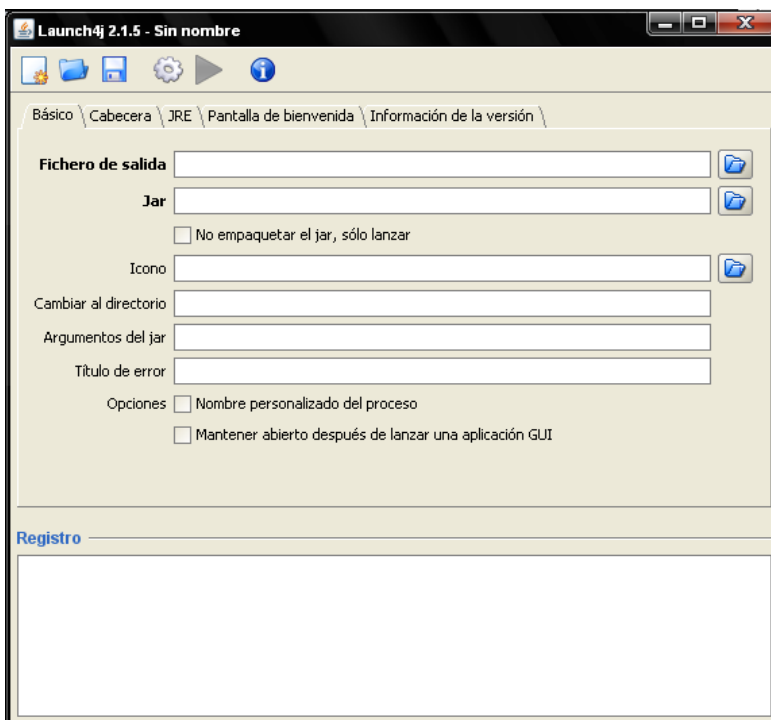 Launch4j 2.1.5 - Sin nombre
Básico Cabecera JRE Pantalla de bienvenida Información de la versión
Fichero de salida
Jar
No empaquetar el jar, sólo lanzar
Icono
Cambiar al directorio
Argumentos del jar
Título de error
Opciones Nombre personalizado del proceso
Mantener abierto después de lanzar una aplicación GUI
Registro